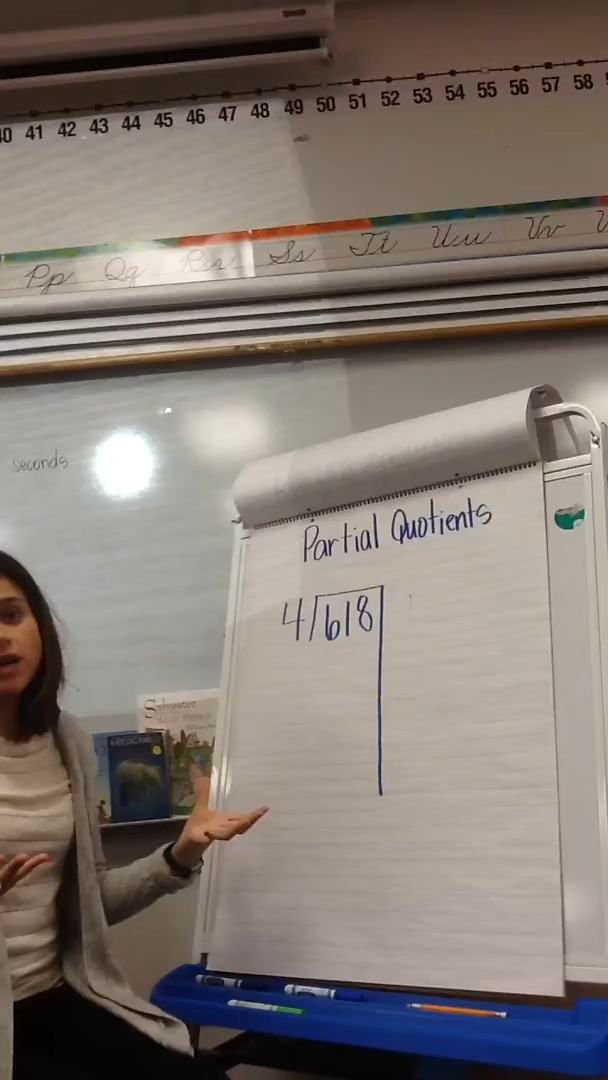 40 41 42 43 44 45 46 47 48 49 50 51 52 53 54 55 56 57 58
Pp Qq Rr Ss Tt Uu Vv
seconds
Partial Quotients
4 618
Sylvester